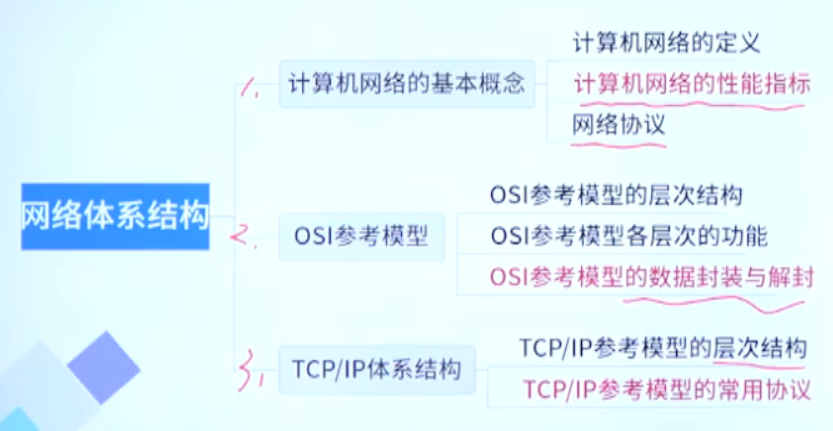 计算机网络的定义
1. 计算机网络的基本概念 计算机网络的性能指标
网络协议
OSI参考模型的层次结构
网络体系结构
2. OSI参考模型 OSI参考模型各层次的功能
OSI参考模型的数据封装与解封
TCP/IP参考模型的层次结构
3. TCP/IP体系结构
TCP/IP参考模型的常用协议